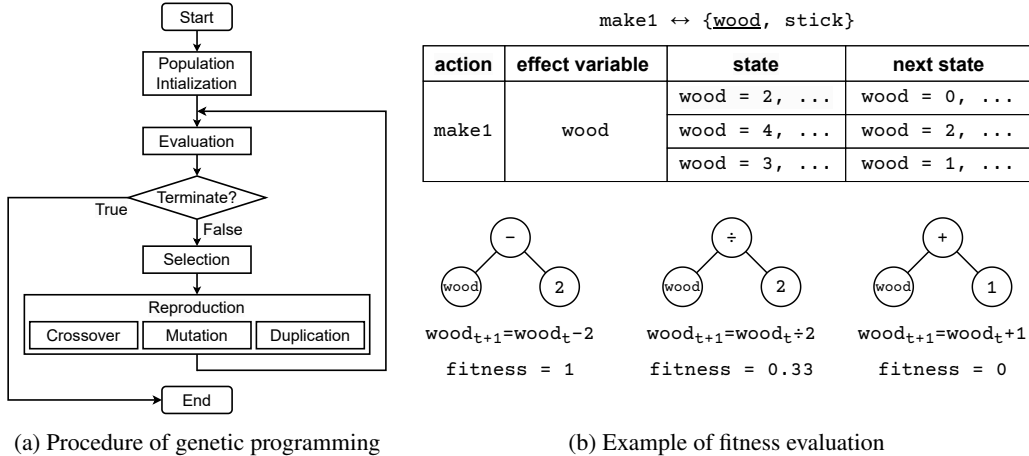 Start
Population
Intialization
Evaluation
Terminate?
True
False
Selection
Reproduction
Crossover Mutation Duplication
End
(a) Procedure of genetic programming
make1 ↔ {wood, stick}
action effect variable state next state
make1 wood
wood = 2, ... wood = 0, ...
wood = 4, ... wood = 2, ...
wood = 3, ... wood = 1, ...
− ÷ +
wood 2 wood 2 wood 1
woodₜ₊₁=woodₜ−2 woodₜ₊₁=woodₜ÷2 woodₜ₊₁=woodₜ+1
fitness = 1 fitness = 0.33 fitness = 0
(b) Example of fitness evaluation